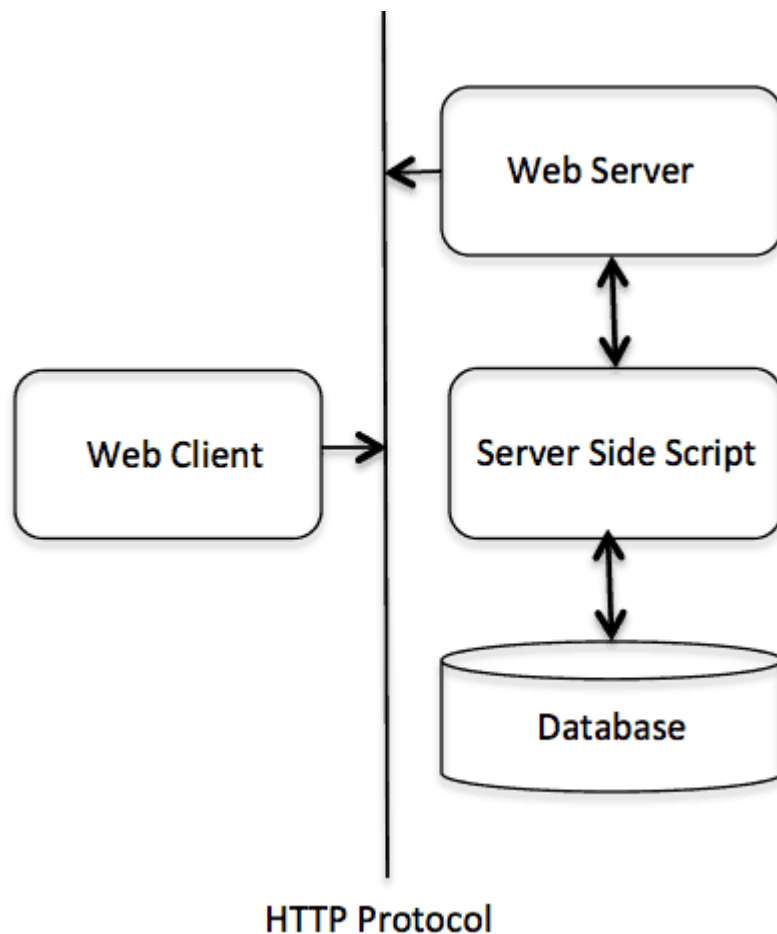 Web Server
Web Client
Server Side Script
Database
HTTP Protocol